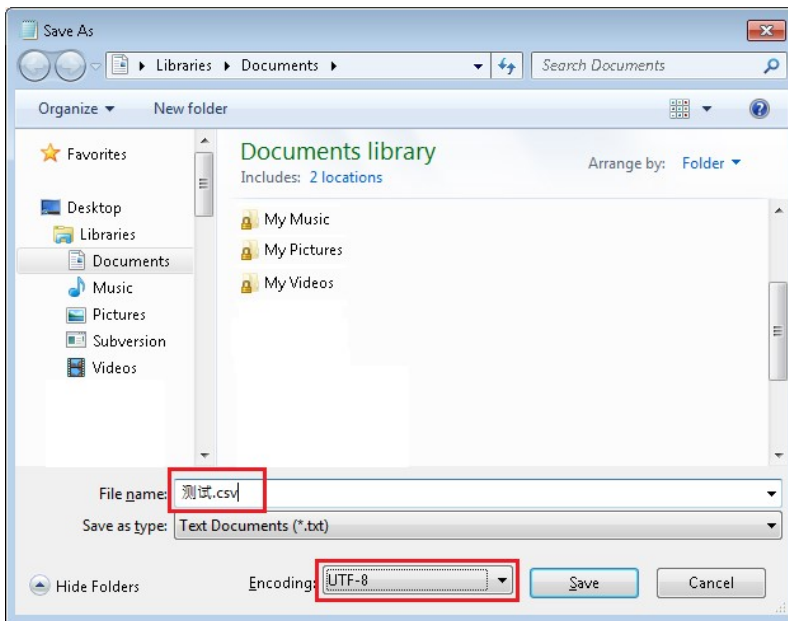 Save As
Libraries Documents
Search Documents
Organize New folder
Favorites
Desktop
Libraries
Documents
Music
Pictures
Subversion
Videos
Documents library
Includes: 2 locations
Arrange by: Folder
My Music
My Pictures
My Videos
File name: 测试.csv
Save as type: Text Documents (*.txt)
Hide Folders Encoding: UTF-8 Save Cancel